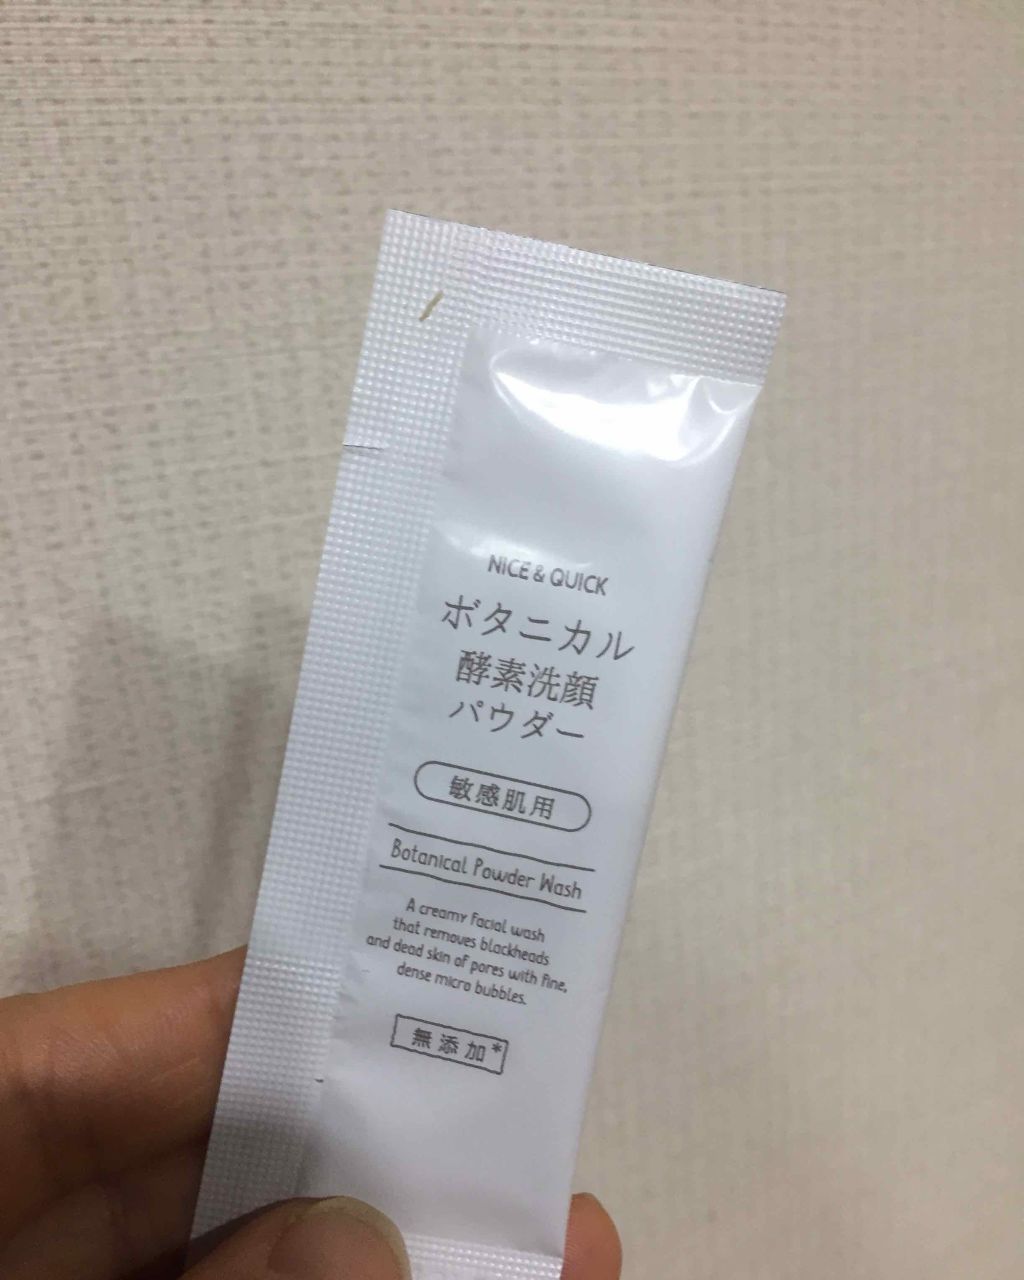 NICE & QUICK
ボタニカル
酵素洗顔
パウダー
敏感肌用
Botanical Powder Wash
A creamy facial wash
that removes blackheads
and dead skin of pores with fine,
dense micro bubbles.
無添加*